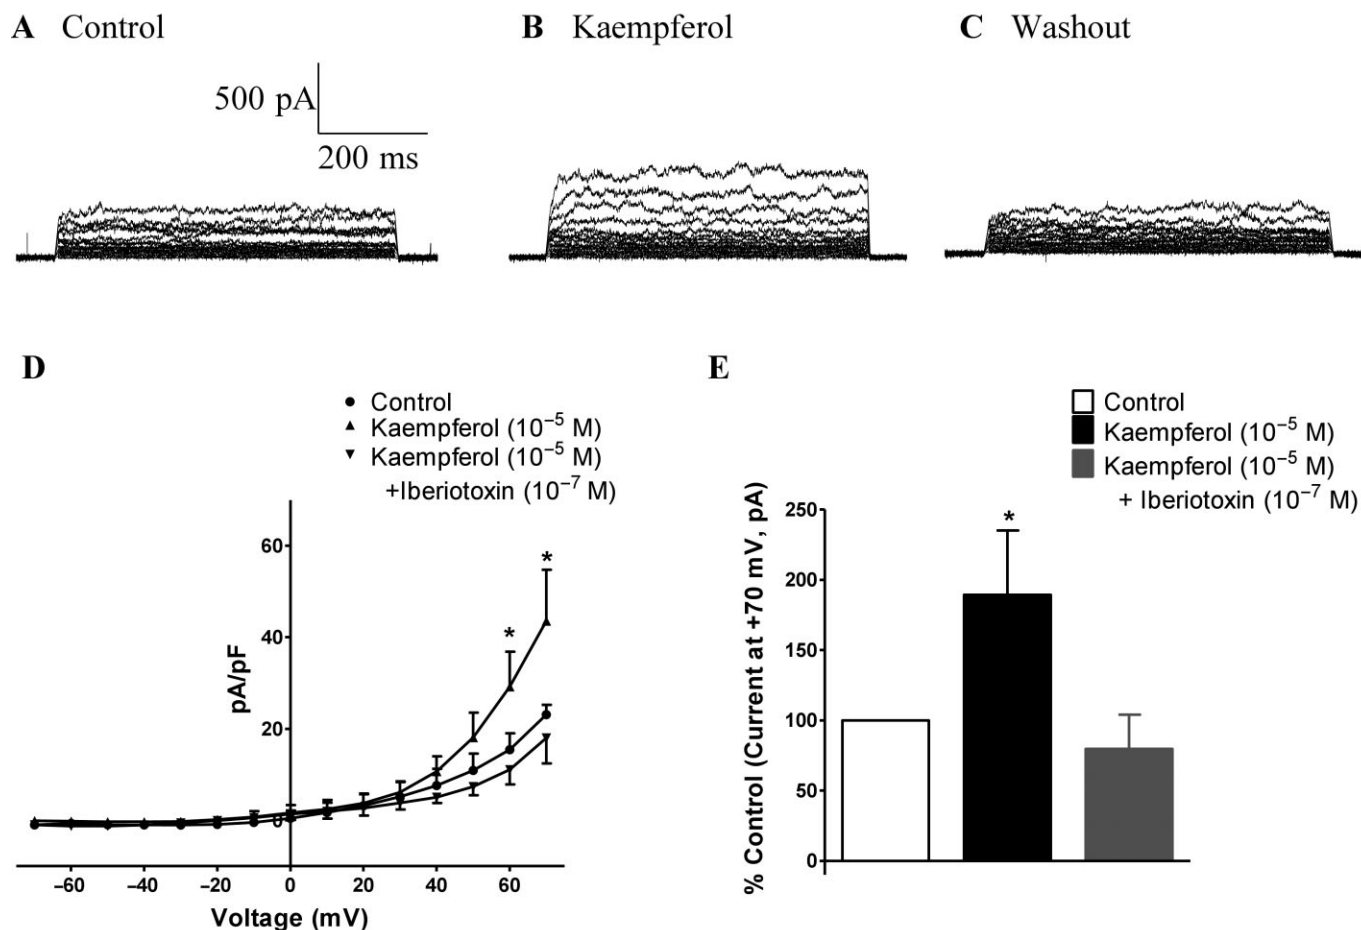 A Control
B Kaempferol
C Washout
500 pA
200 ms
D
Control
Kaempferol (10⁻⁵ M)
Kaempferol (10⁻⁵ M)
+Iberiotoxin (10⁻⁷ M)
60
40
20
0
pA/pF
*
*
−60
−40
−20
0
20
40
60
Voltage (mV)
E
Control
Kaempferol (10⁻⁵ M)
Kaempferol (10⁻⁵ M)
+ Iberiotoxin (10⁻⁷ M)
% Control (Current at +70 mV, pA)
250
200
150
100
50
0
*